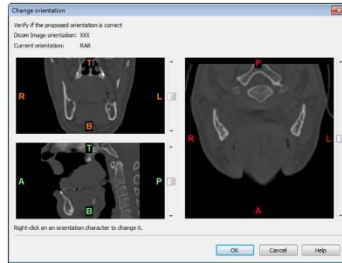 Change orientation
Verify if the proposed orientation is correct
Dicom Image orientation: XXX
Current orientation: RAB
T
R L
B
T
A P
B
P
R L
A
Right-click on an orientation character to change it.
OK Cancel Help